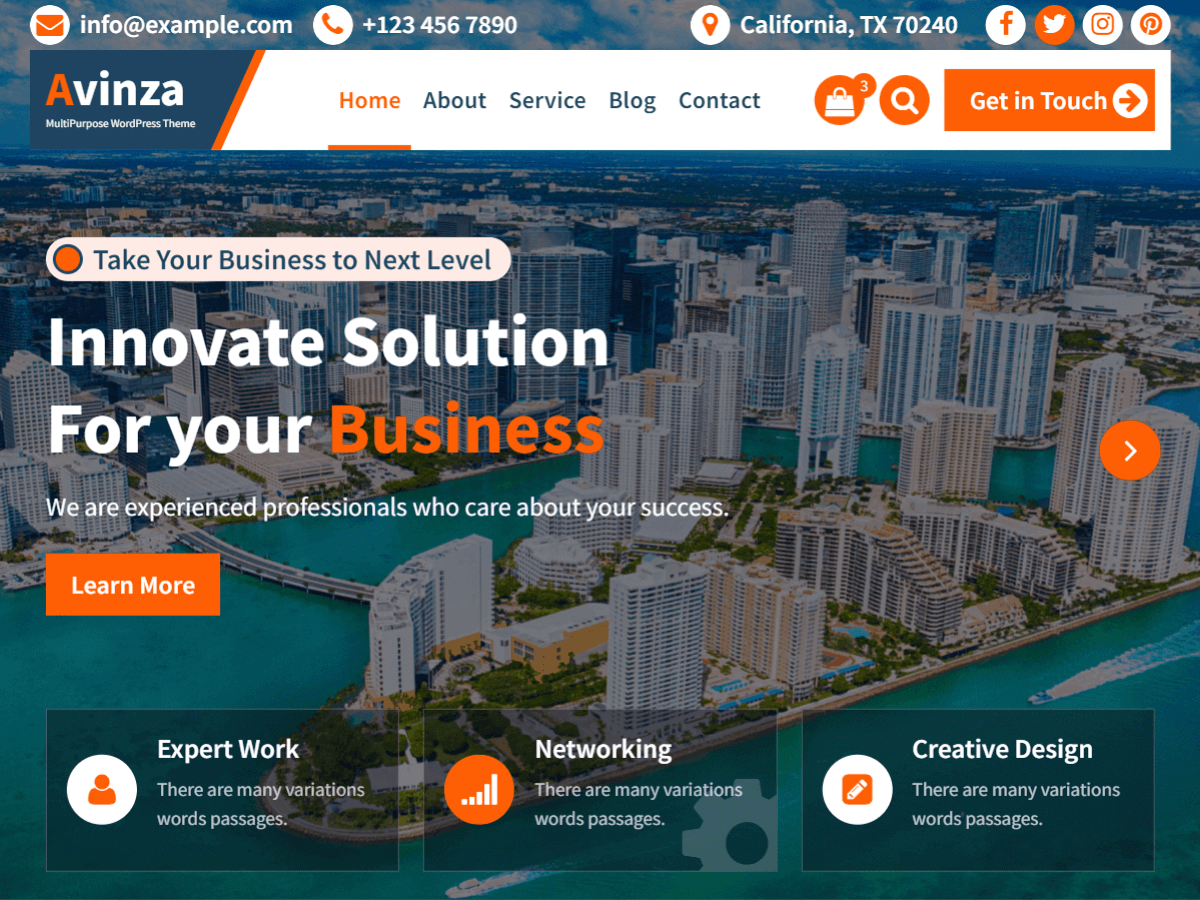 info@example.com
+123 456 7890
California, TX 70240
Avinza
MultiPurpose WordPress Theme
Home
About
Service
Blog
Contact
3
Get in Touch
Take Your Business to Next Level
Innovate Solution
For your Business
We are experienced professionals who care about your success.
Learn More
Expert Work
There are many variations
words passages.
Networking
There are many variations
words passages.
Creative Design
There are many variations
words passages.